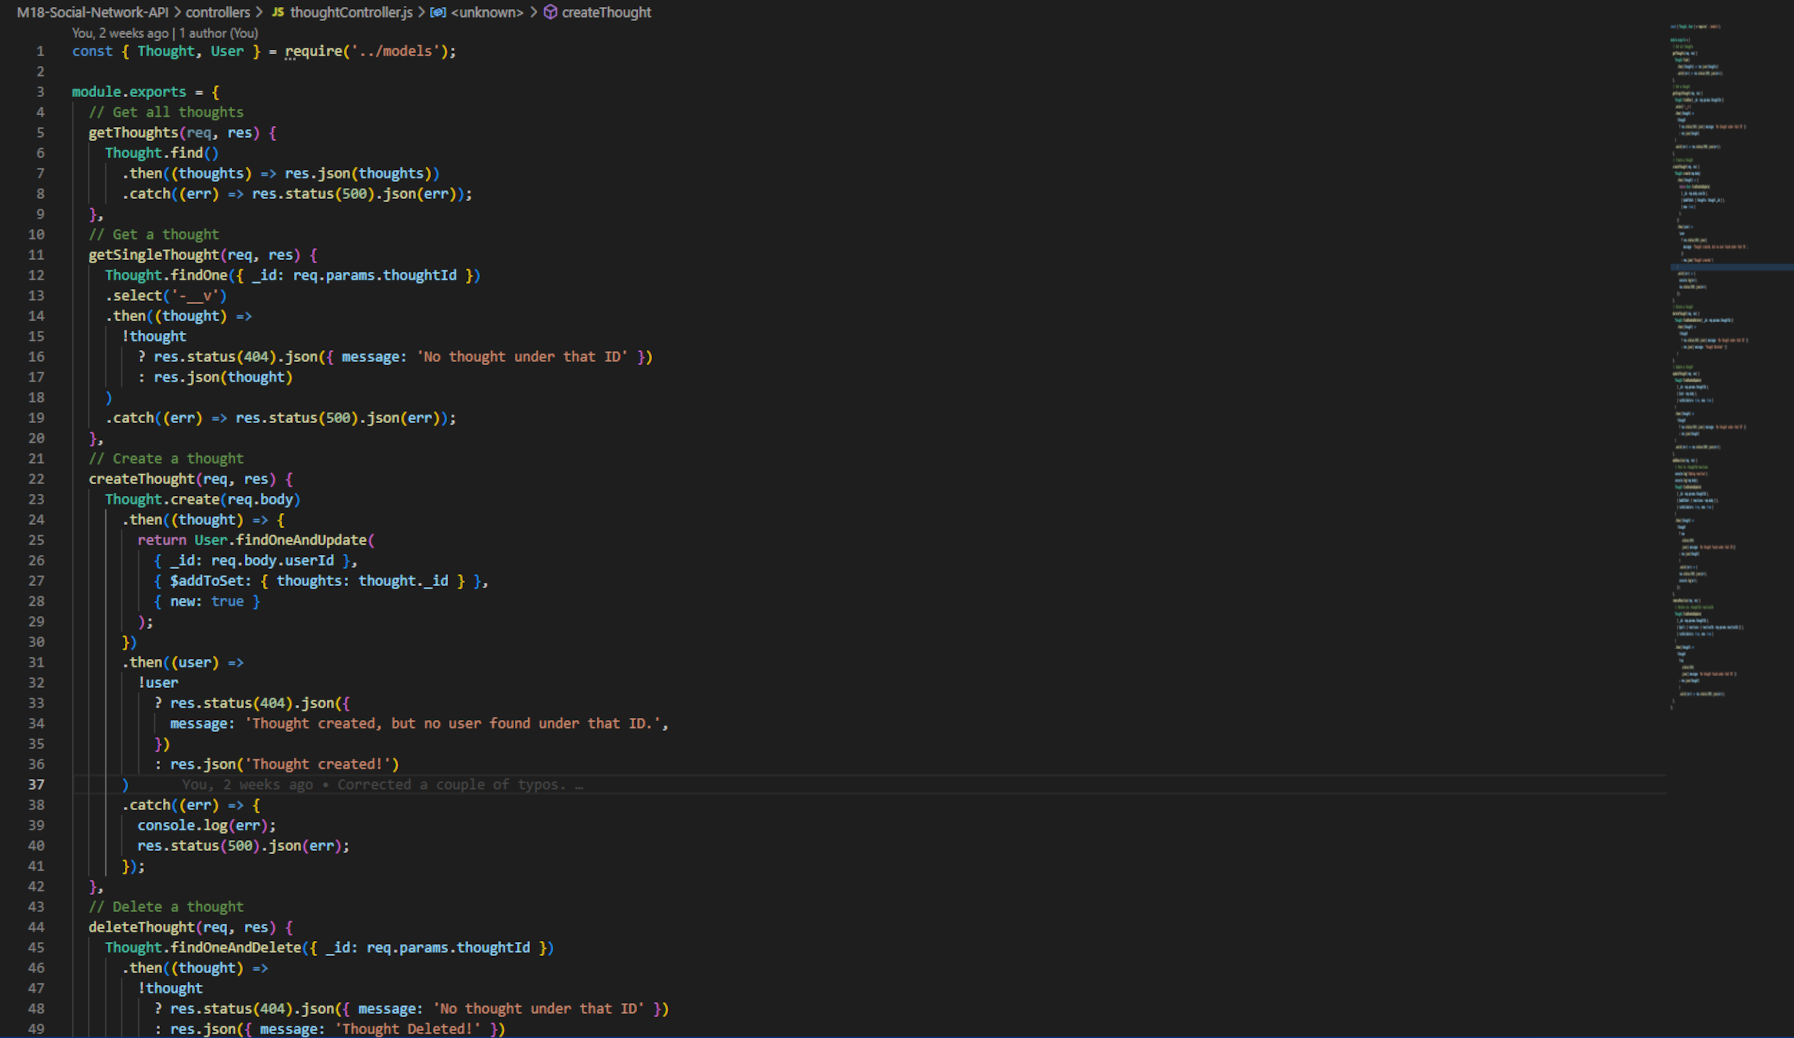 M18-Social-Network-API > controllers > JS thoughtController.js > <unknown> > createThought
You, 2 weeks ago | 1 author (You)
1 const { Thought, User } = require('../models');
2
3 module.exports = {
4 // Get all thoughts
5 getThoughts(req, res) {
6 Thought.find()
7 .then((thoughts) => res.json(thoughts))
8 .catch((err) => res.status(500).json(err));
9 },
10 // Get a thought
11 getSingleThought(req, res) {
12 Thought.findOne({ _id: req.params.thoughtId })
13 .select('-__v')
14 .then((thought) =>
15 !thought
16 ? res.status(404).json({ message: 'No thought under that ID' })
17 : res.json(thought)
18 )
19 .catch((err) => res.status(500).json(err));
20 },
21 // Create a thought
22 createThought(req, res) {
23 Thought.create(req.body)
24 .then((thought) => {
25 return User.findOneAndUpdate(
26 { _id: req.body.userId },
27 { $addToSet: { thoughts: thought._id } },
28 { new: true }
29 );
30 })
31 .then((user) =>
32 !user
33 ? res.status(404).json({
34 message: 'Thought created, but no user found under that ID.',
35 })
36 : res.json('Thought created!')
37 ) You, 2 weeks ago • Corrected a couple of typos. …
38 .catch((err) => {
39 console.log(err);
40 res.status(500).json(err);
41 });
42 },
43 // Delete a thought
44 deleteThought(req, res) {
45 Thought.findOneAndDelete({ _id: req.params.thoughtId })
46 .then((thought) =>
47 !thought
48 ? res.status(404).json({ message: 'No thought under that ID' })
49 : res.json({ message: 'Thought Deleted!' })